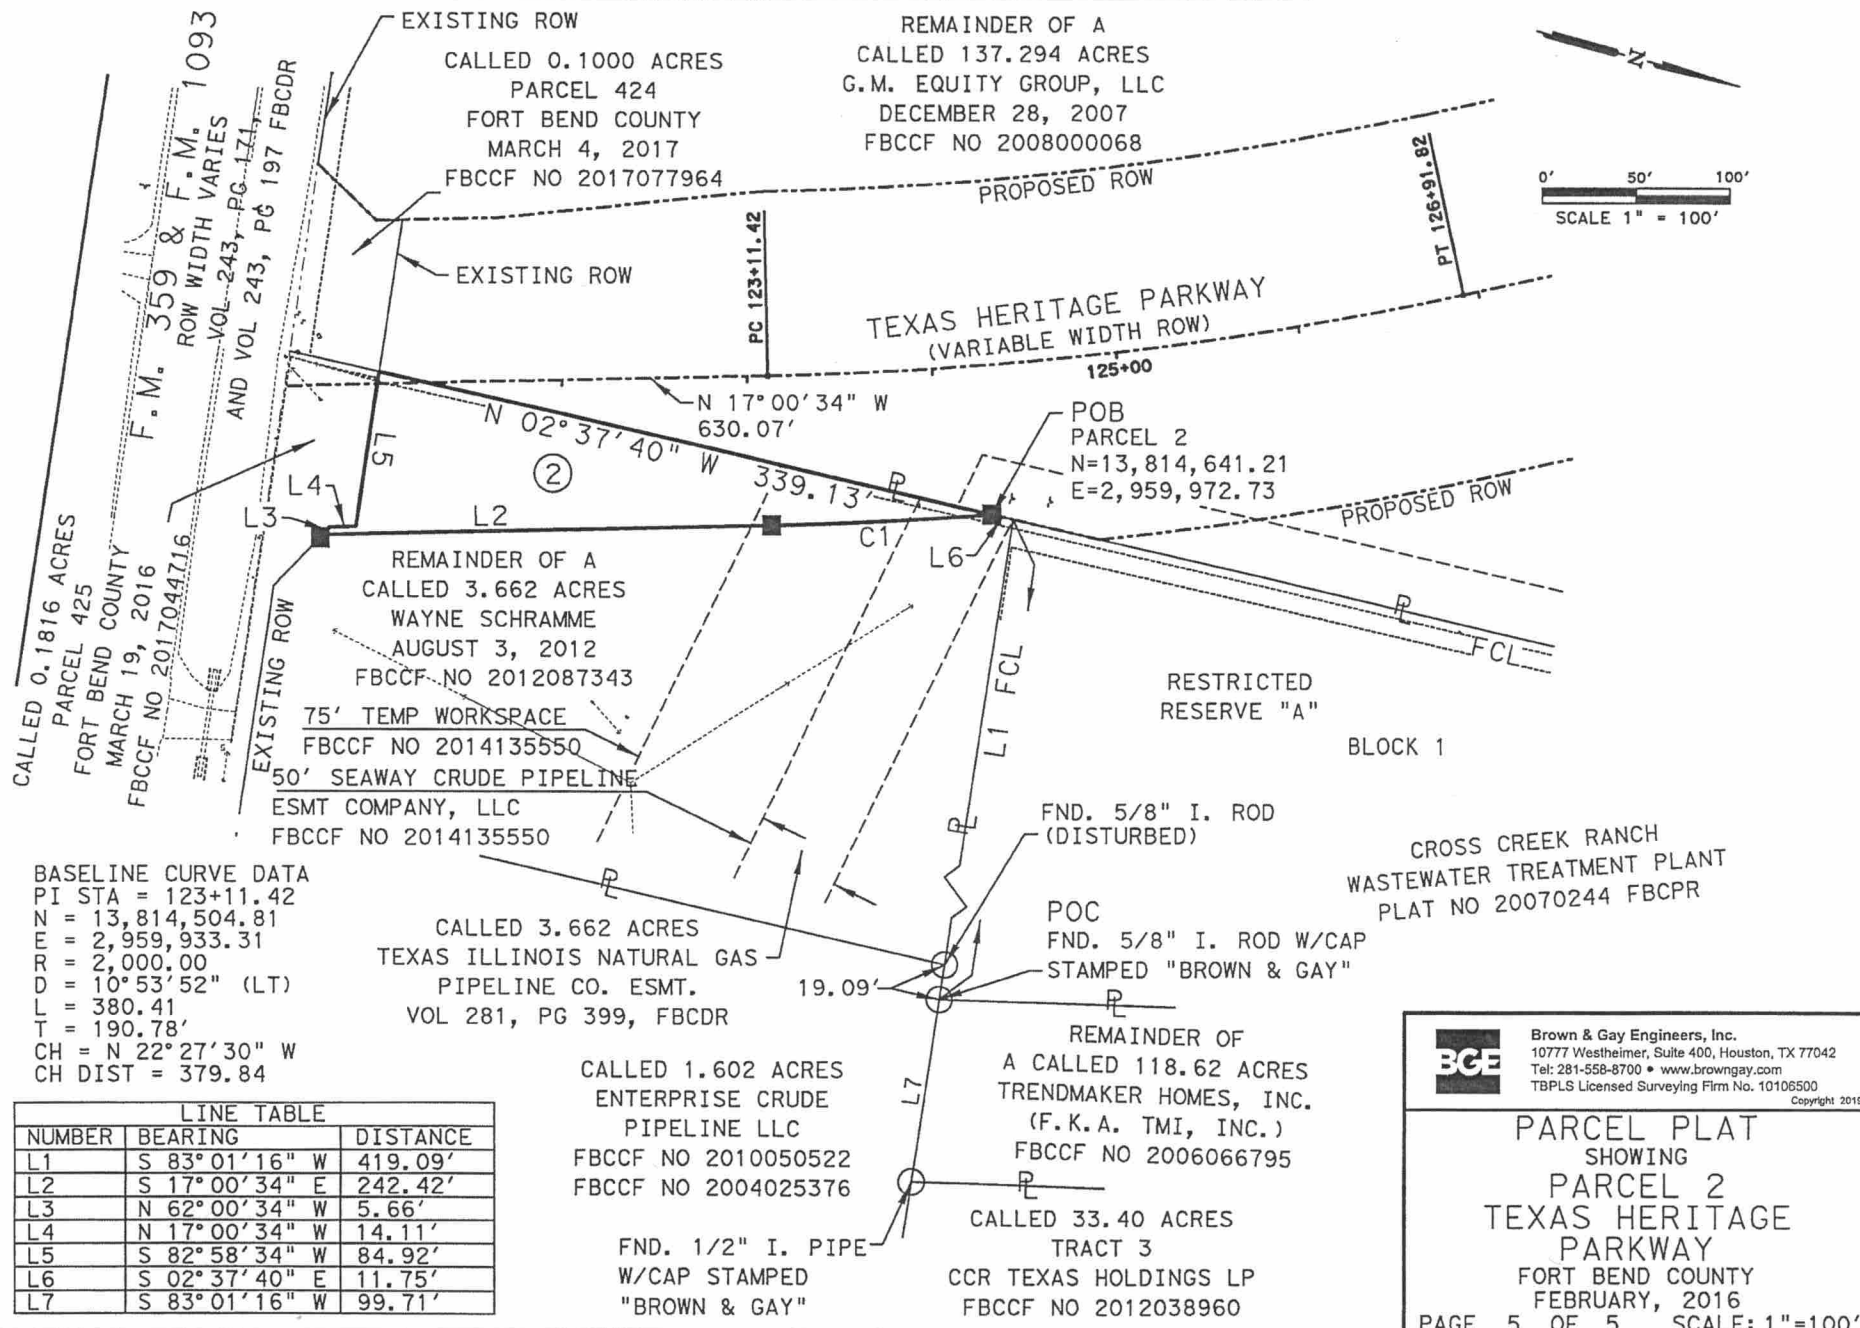 EXISTING ROW
CALLED 0.1000 ACRES
PARCEL 424
FORT BEND COUNTY
MARCH 4, 2017
FBCCF NO 2017077964
REMAINDER OF A
CALLED 137.294 ACRES
G.M. EQUITY GROUP, LLC
DECEMBER 28, 2007
FBCCF NO 2008000068
N
0' 50' 100'
SCALE 1" = 100'
F.M. 359 & F.M. 1093
ROW WIDTH VARIES
VOL 243, PG 171,
AND VOL 243, PG 197 FBCDR
EXISTING ROW
PROPOSED ROW
PC 123+11.42
PT 126+91.82
TEXAS HERITAGE PARKWAY
(VARIABLE WIDTH ROW)
125+00
N 17°00'34" W
630.07'
N 02°37'40" W 339.13'
PL
POB
PARCEL 2
N=13,814,641.21
E=2,959,972.73
PROPOSED ROW
L5
2
L4
L3
L2
C1
L6
CALLED 0.1816 ACRES
PARCEL 425
FORT BEND COUNTY
MARCH 19, 2016
FBCCF NO 2017044716
EXISTING ROW
REMAINDER OF A
CALLED 3.662 ACRES
WAYNE SCHRAMME
AUGUST 3, 2012
FBCCF NO 2012087343
75' TEMP WORKSPACE
FBCCF NO 2014135550
50' SEAWAY CRUDE PIPELINE
ESMT COMPANY, LLC
FBCCF NO 2014135550
L1 FCL
PL
FCL
RESTRICTED
RESERVE "A"
BLOCK 1
PL
FND. 5/8" I. ROD
(DISTURBED)
CROSS CREEK RANCH
WASTEWATER TREATMENT PLANT
PLAT NO 20070244 FBCPR
PL
BASELINE CURVE DATA
PI STA = 123+11.42
N = 13,814,504.81
E = 2,959,933.31
R = 2,000.00
D = 10°53'52" (LT)
L = 380.41
T = 190.78'
CH = N 22°27'30" W
CH DIST = 379.84
CALLED 3.662 ACRES
TEXAS ILLINOIS NATURAL GAS
PIPELINE CO. ESMT.
VOL 281, PG 399, FBCDR
19.09'
POC
FND. 5/8" I. ROD W/CAP
STAMPED "BROWN & GAY"
PL
CALLED 1.602 ACRES
ENTERPRISE CRUDE
PIPELINE LLC
FBCCF NO 2010050522
FBCCF NO 2004025376
L7
REMAINDER OF
A CALLED 118.62 ACRES
TRENDMAKER HOMES, INC.
(F.K.A. TMI, INC.)
FBCCF NO 2006066795
PL
FND. 1/2" I. PIPE
W/CAP STAMPED
"BROWN & GAY"
CALLED 33.40 ACRES
TRACT 3
CCR TEXAS HOLDINGS LP
FBCCF NO 2012038960
LINE TABLE
NUMBER BEARING DISTANCE
L1 S 83°01'16" W 419.09'
L2 S 17°00'34" E 242.42'
L3 N 62°00'34" W 5.66'
L4 N 17°00'34" W 14.11'
L5 S 82°58'34" W 84.92'
L6 S 02°37'40" E 11.75'
L7 S 83°01'16" W 99.71'
BGE
Brown & Gay Engineers, Inc.
10777 Westheimer, Suite 400, Houston, TX 77042
Tel: 281-558-8700 • www.browngay.com
TBPLS Licensed Surveying Firm No. 10106500
Copyright 2019
PARCEL PLAT
SHOWING
PARCEL 2
TEXAS HERITAGE
PARKWAY
FORT BEND COUNTY
FEBRUARY, 2016
PAGE 5 OF 5 SCALE: 1"=100'